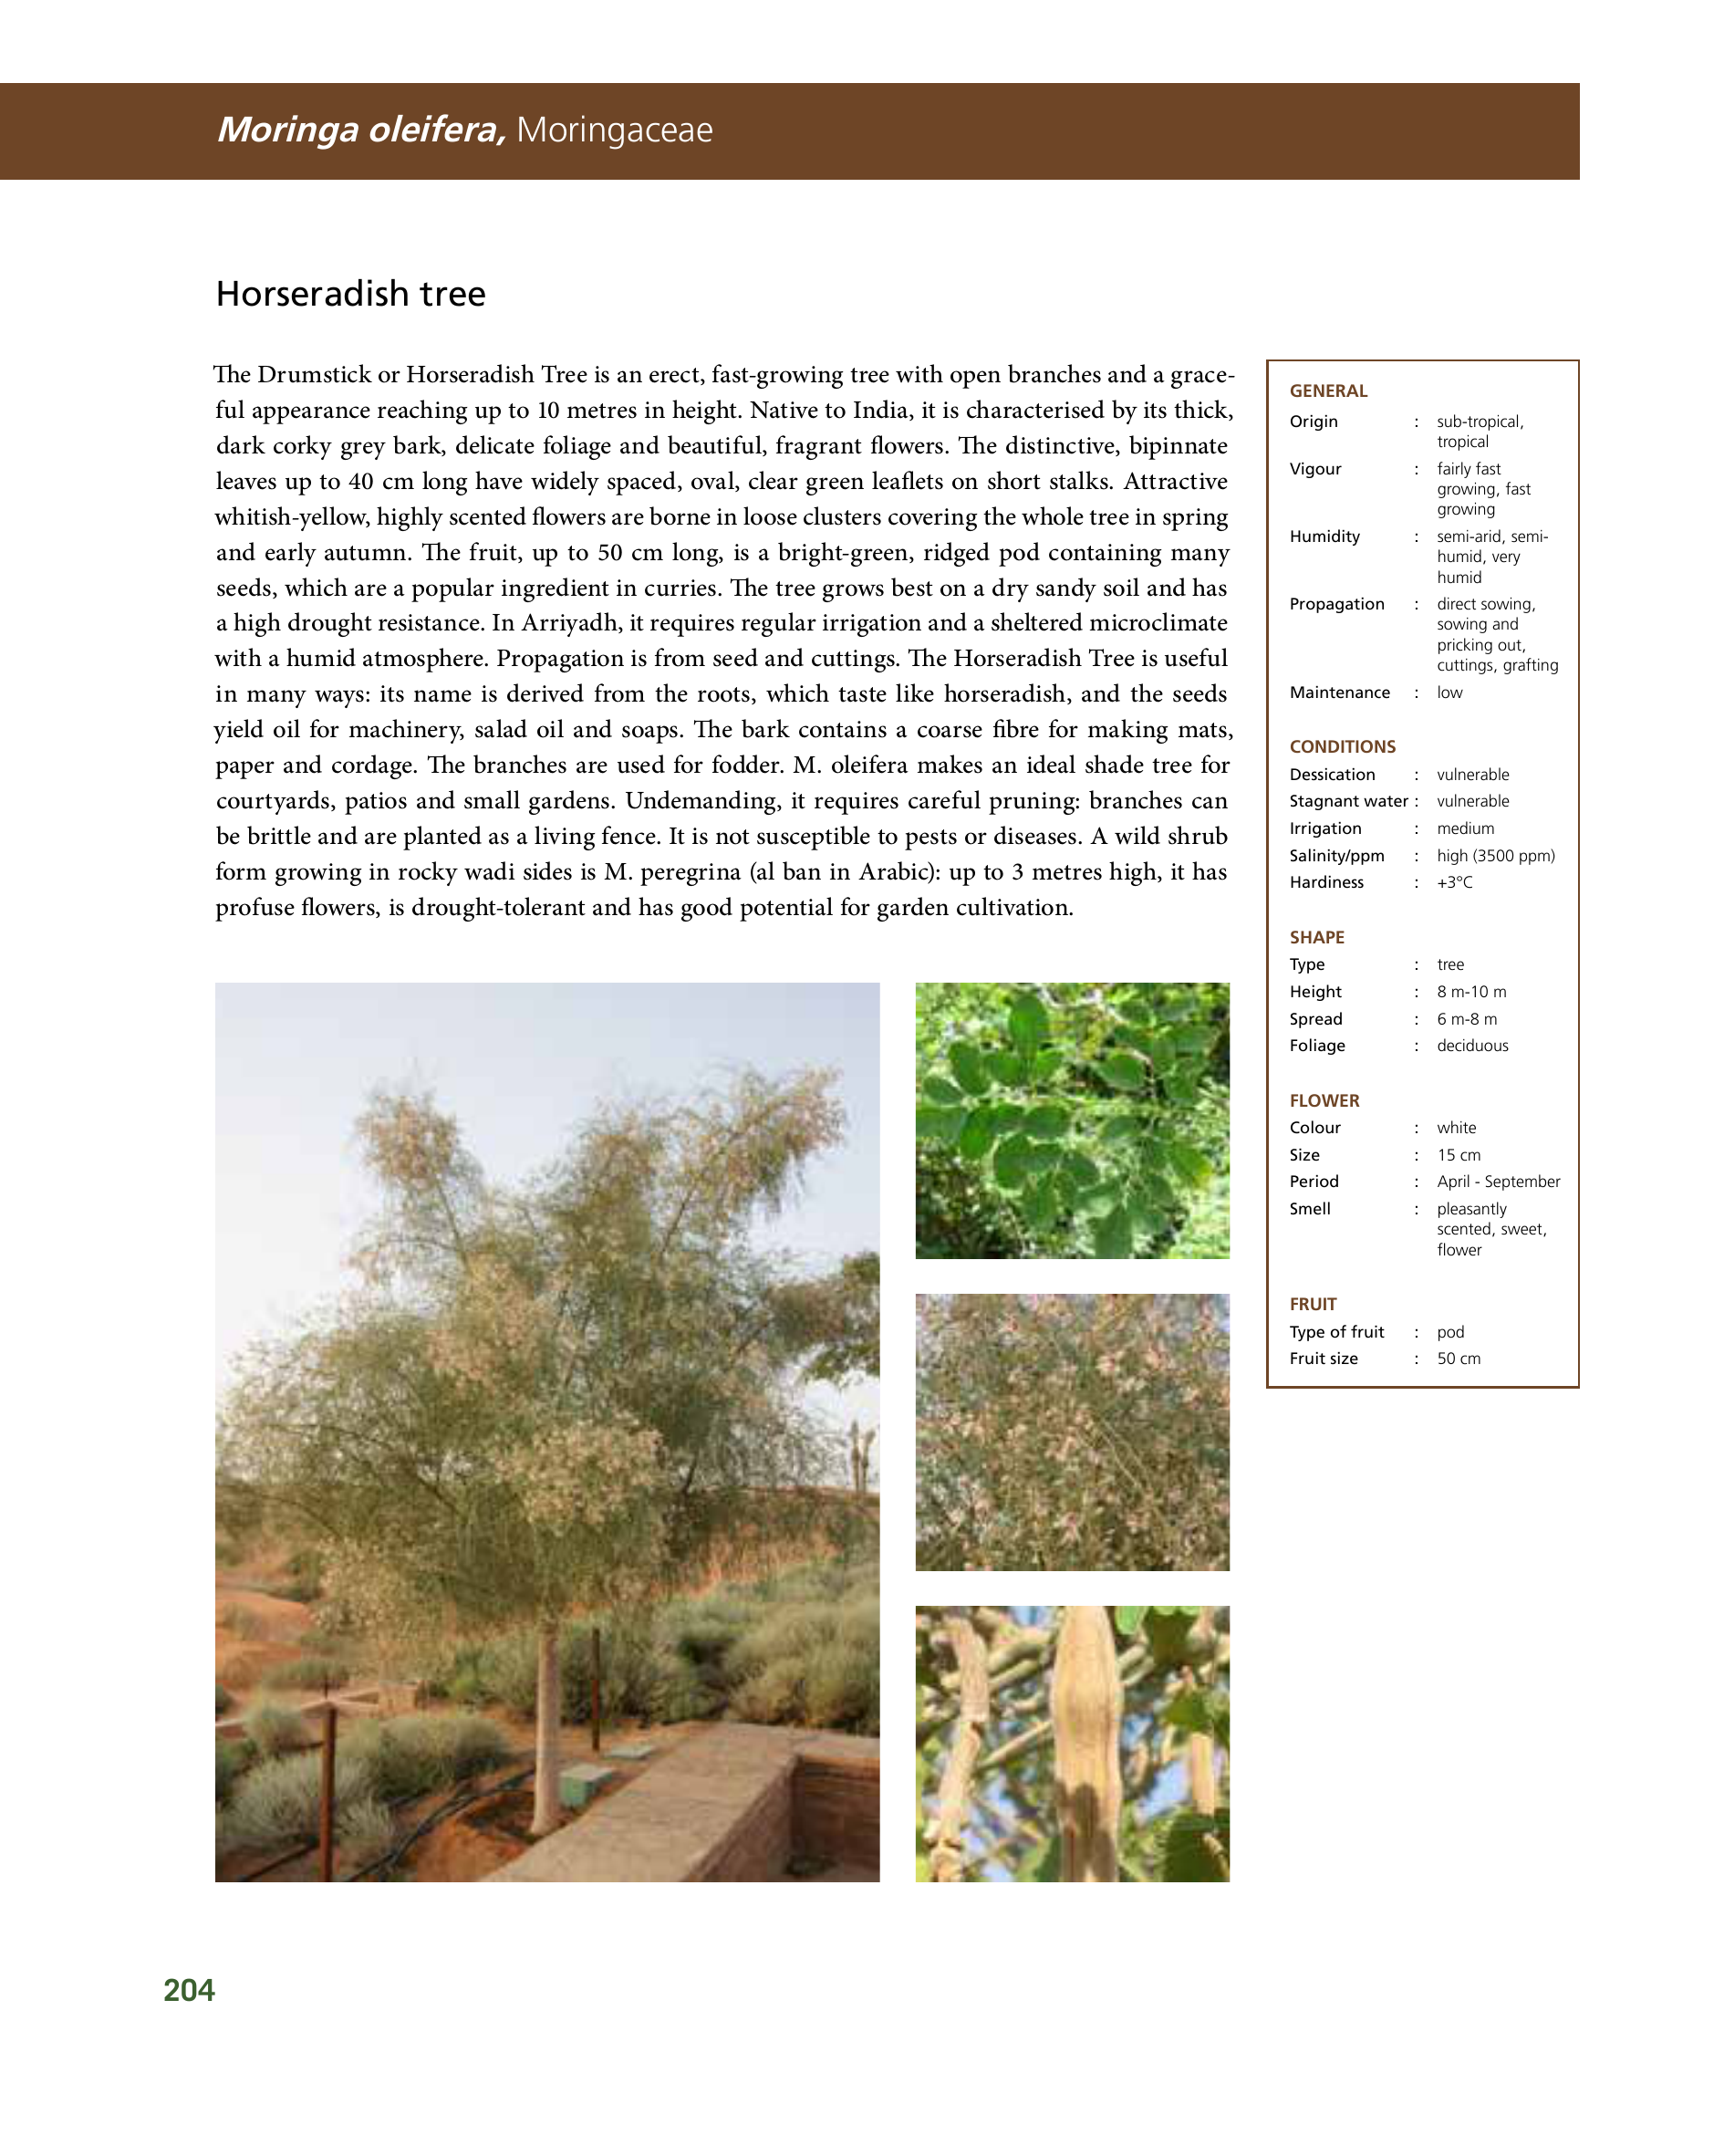 Moringa oleifera, Moringaceae
Horseradish tree
The Drumstick or Horseradish Tree is an erect, fast-growing tree with open branches and a grace-
ful appearance reaching up to 10 metres in height. Native to India, it is characterised by its thick,
dark corky grey bark, delicate foliage and beautiful, fragrant flowers. The distinctive, bipinnate
leaves up to 40 cm long have widely spaced, oval, clear green leaflets on short stalks. Attractive
whitish-yellow, highly scented flowers are borne in loose clusters covering the whole tree in spring
and early autumn. The fruit, up to 50 cm long, is a bright-green, ridged pod containing many
seeds, which are a popular ingredient in curries. The tree grows best on a dry sandy soil and has
a high drought resistance. In Arriyadh, it requires regular irrigation and a sheltered microclimate
with a humid atmosphere. Propagation is from seed and cuttings. The Horseradish Tree is useful
in many ways: its name is derived from the roots, which taste like horseradish, and the seeds
yield oil for machinery, salad oil and soaps. The bark contains a coarse fibre for making mats,
paper and cordage. The branches are used for fodder. M. oleifera makes an ideal shade tree for
courtyards, patios and small gardens. Undemanding, it requires careful pruning: branches can
be brittle and are planted as a living fence. It is not susceptible to pests or diseases. A wild shrub
form growing in rocky wadi sides is M. peregrina (al ban in Arabic): up to 3 metres high, it has
profuse flowers, is drought-tolerant and has good potential for garden cultivation.
GENERAL
Origin : sub-tropical,
tropical
Vigour : fairly fast
growing, fast
growing
Humidity : semi-arid, semi-
humid, very
humid
Propagation : direct sowing,
sowing and
pricking out,
cuttings, grafting
Maintenance : low
CONDITIONS
Dessication : vulnerable
Stagnant water : vulnerable
Irrigation : medium
Salinity/ppm : high (3500 ppm)
Hardiness : +3°C
SHAPE
Type : tree
Height : 8 m-10 m
Spread : 6 m-8 m
Foliage : deciduous
FLOWER
Colour : white
Size : 15 cm
Period : April - September
Smell : pleasantly
scented, sweet,
flower
FRUIT
Type of fruit : pod
Fruit size : 50 cm
204